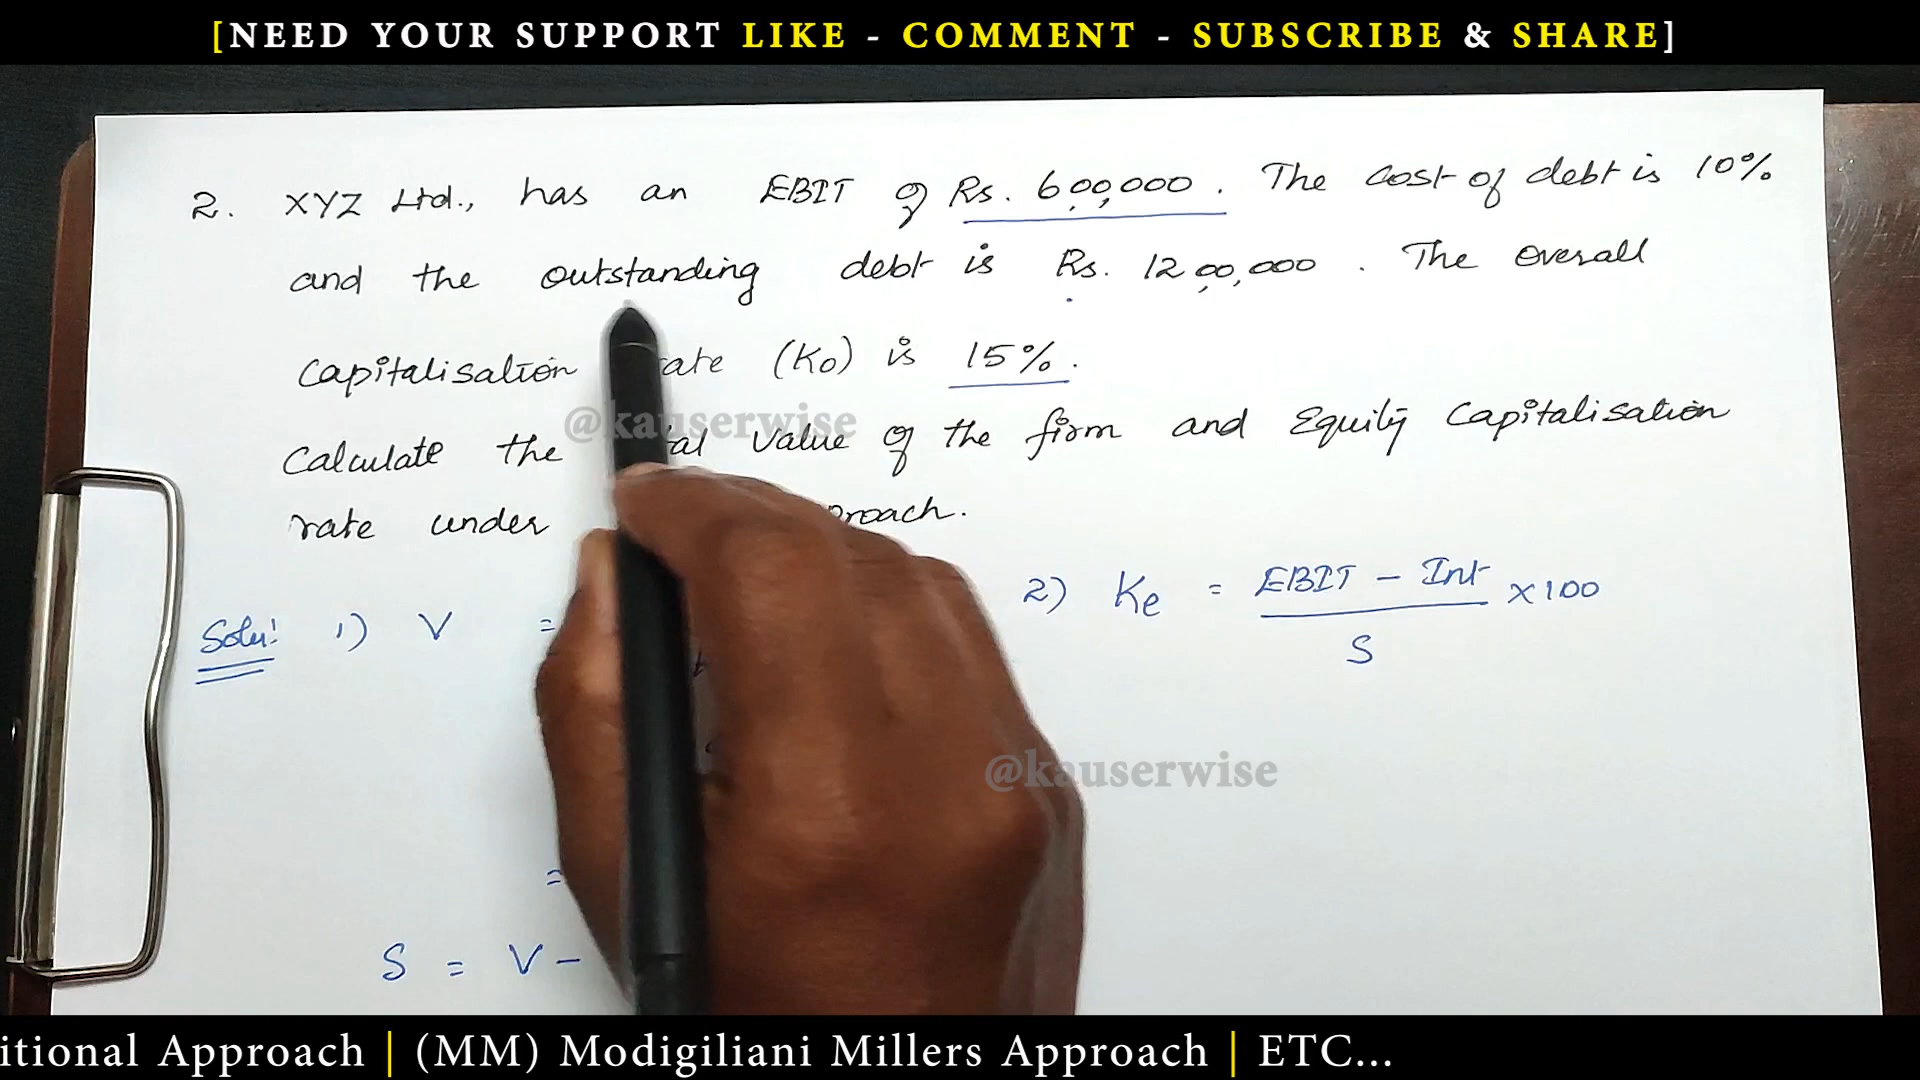 [NEED YOUR SUPPORT LIKE - COMMENT - SUBSCRIBE & SHARE]
2. XYZ Ltd., has an EBIT of Rs. 6,00,000. The cost of debt is 10%
and the outstanding debt is Rs. 12,00,000. The overall
Capitalisation rate (Ko) is 15%.
@kauserwise
Calculate the Value of the firm and Equity Capitalisation
rate under
Solu: 1) V =
2) Ke = EBIT - Int × 100
S
@kauserwise
=
S = V -
itional Approach | (MM) Modigiliani Millers Approach | ETC...